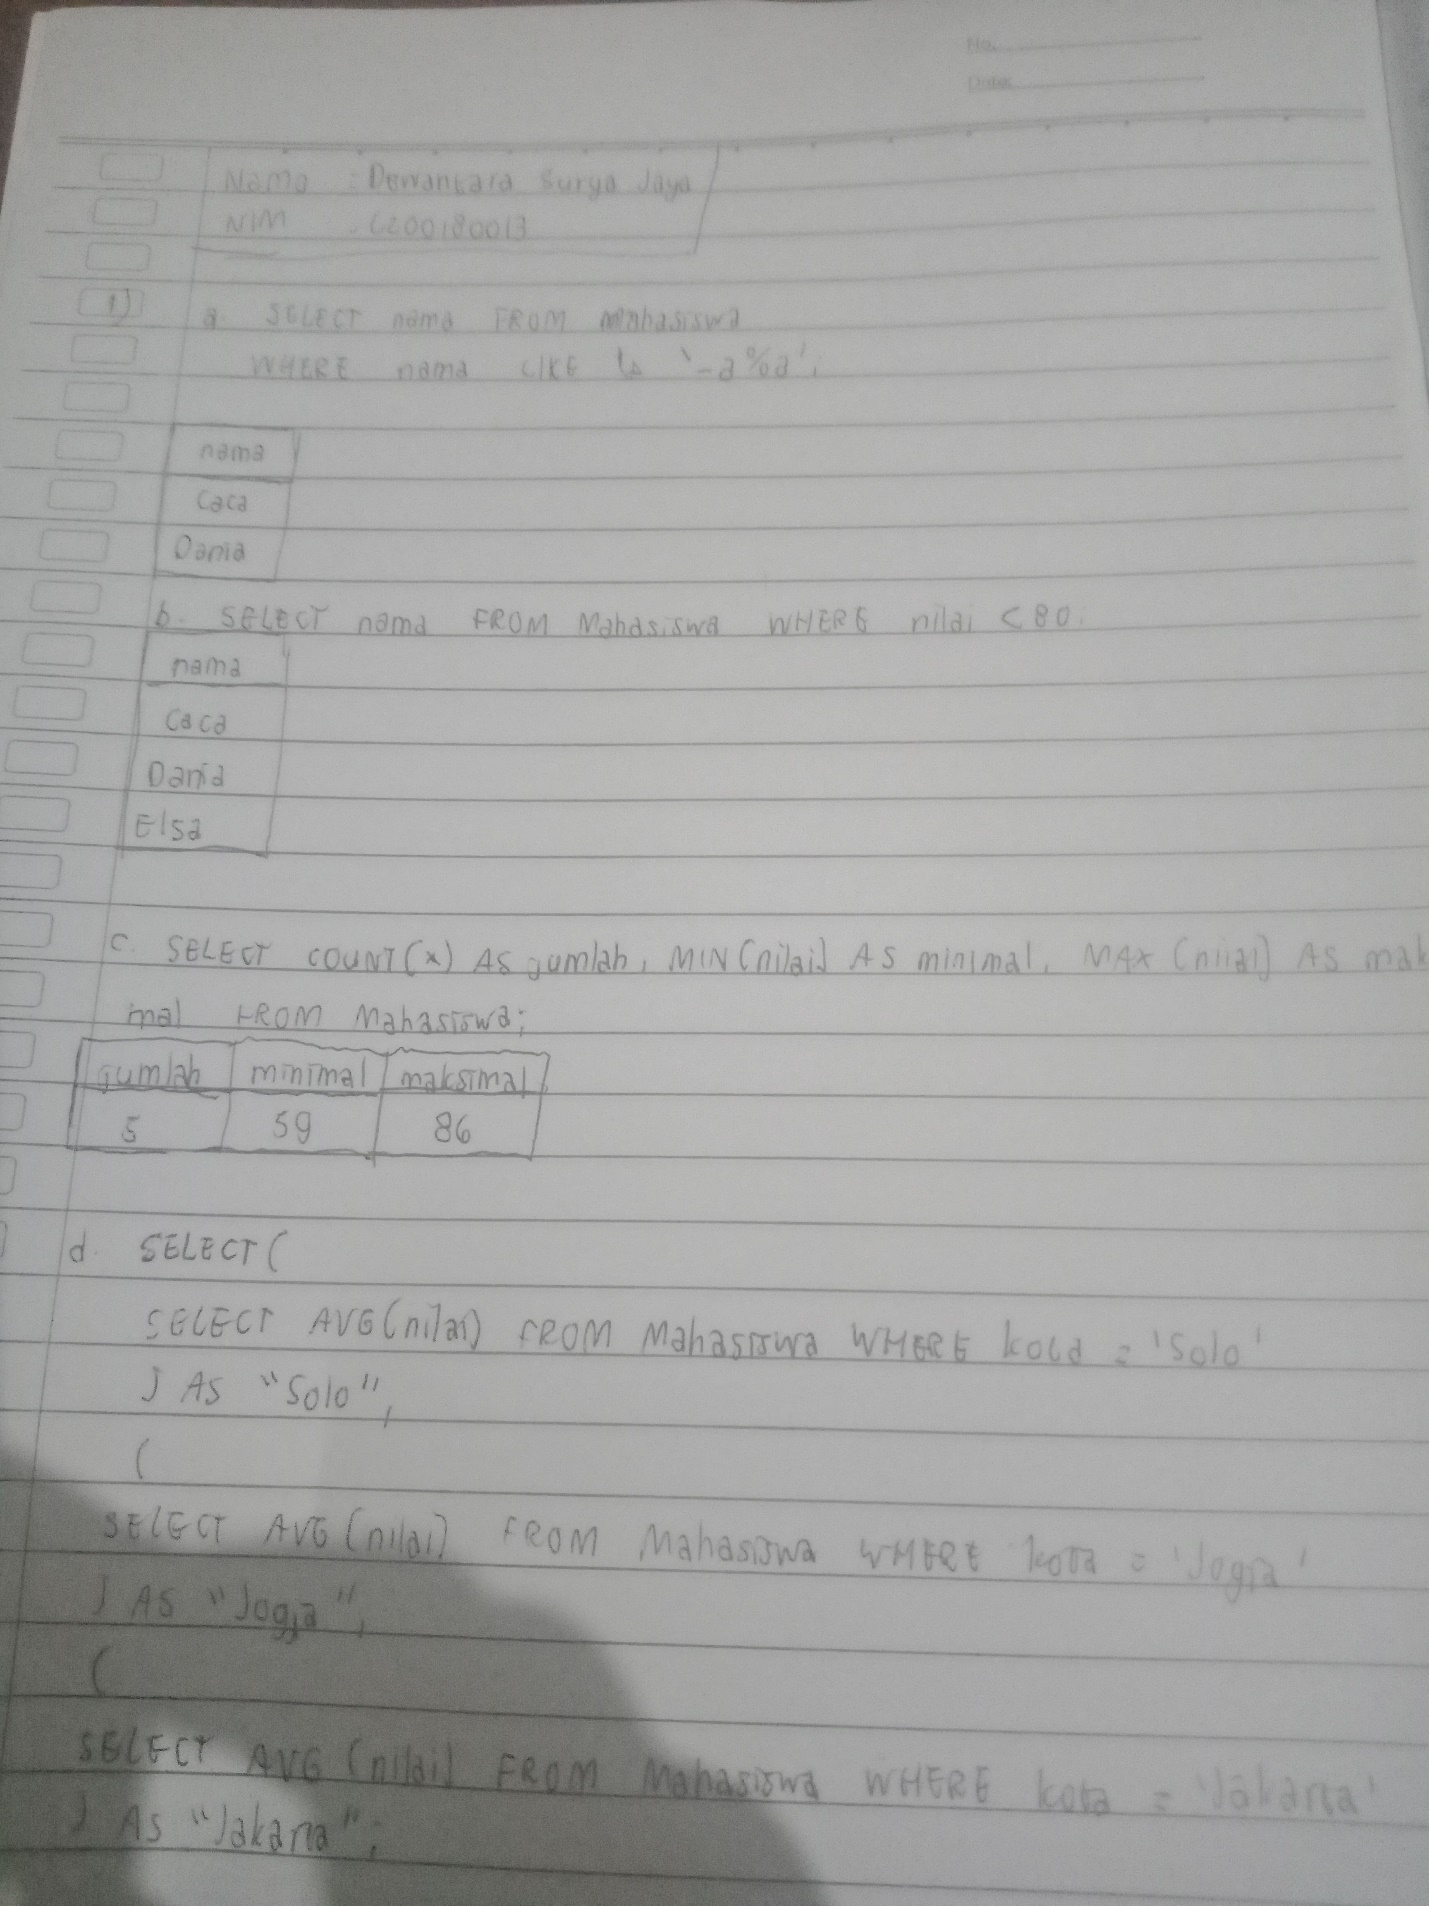 No.
Date
Nama : Dewantara Surya Jaya
NIM : L200180013
1) a. SELECT nama FROM Mahasiswa
WHERE nama LIKE '_a%a';
nama
Caca
Dania
b. SELECT nama FROM Mahasiswa WHERE nilai < 80;
nama
Caca
Dania
Elsa
c. SELECT COUNT(*) AS jumlah, MIN(nilai) AS minimal, MAX (nilai) AS mak
mal FROM Mahasiswa;
jumlah minimal maksimal
5 59 86
d. SELECT (
SELECT AVG(nilai) FROM Mahasiswa WHERE kota = 'Solo'
) AS "Solo",
(
SELECT AVG (nilai) FROM Mahasiswa WHERE kota = 'Jogja'
) AS "Jogja",
(
SELECT AVG (nilai) FROM Mahasiswa WHERE kota = 'Jakarta'
) AS "Jakarta";